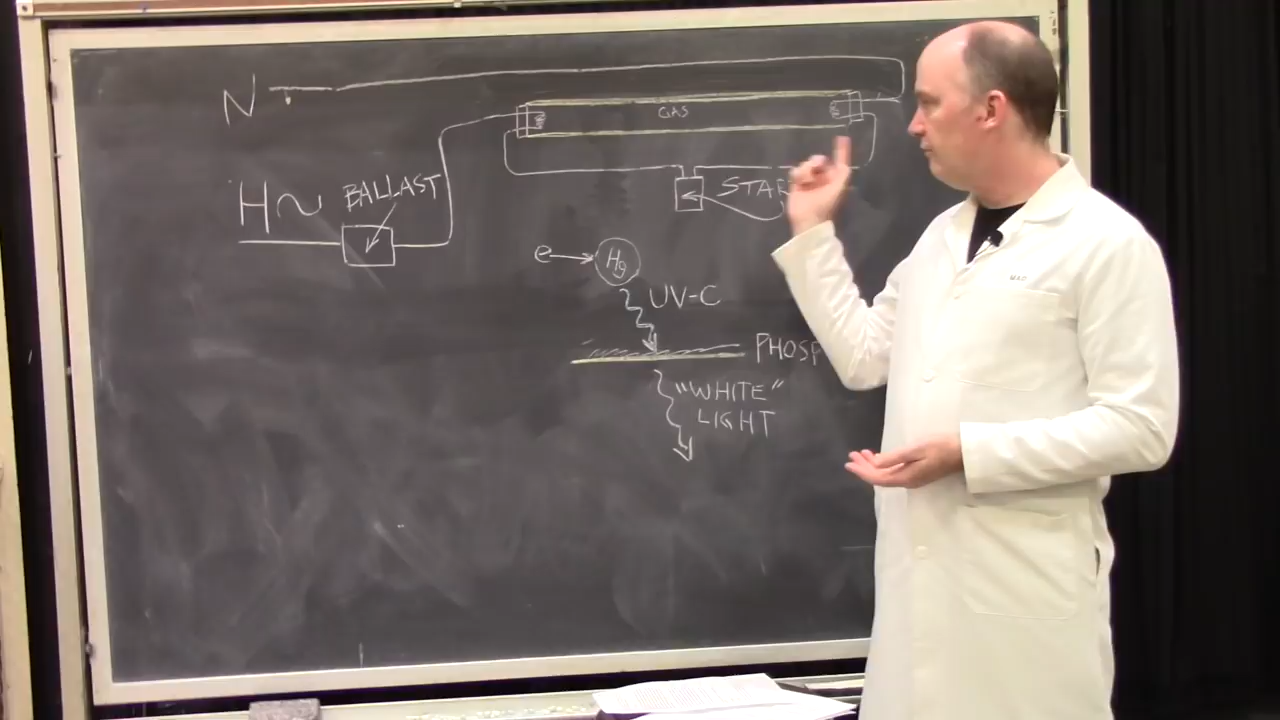 N
GAS
H~
BALLAST
STAR
e
Hg
UV-C
PHOSP
"WHITE"
LIGHT